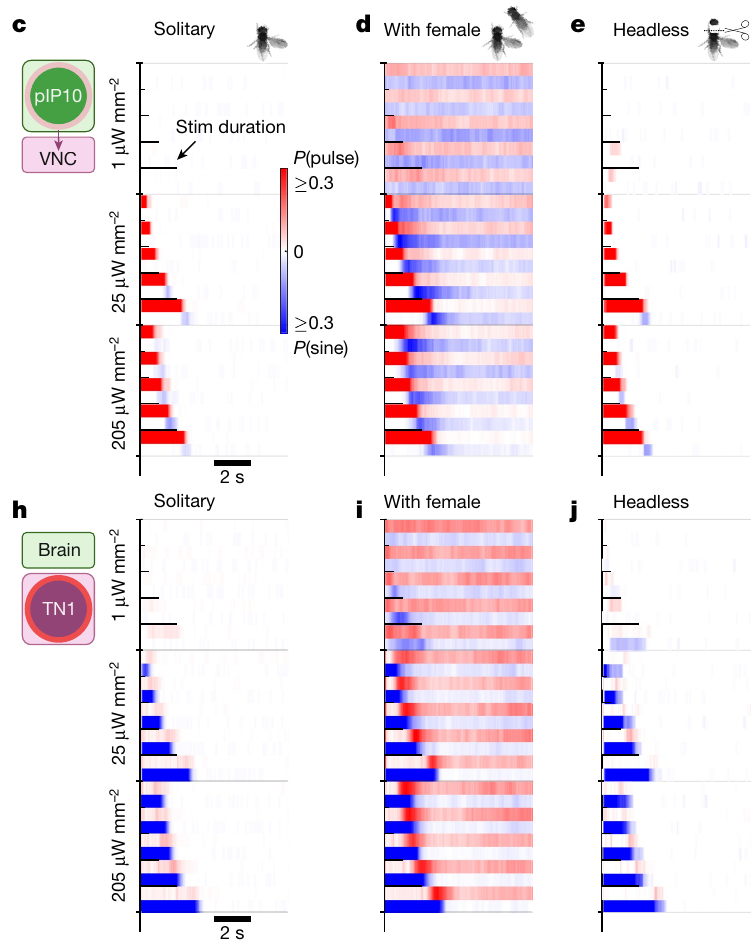 c
Solitary
d
With female
e
Headless
pIP10
VNC
Stim duration
P(pulse)
≥0.3
0
≥0.3
P(sine)
1 µW mm−2
25 µW mm−2
205 µW mm−2
2 s
h
Solitary
i
With female
j
Headless
Brain
TN1
1 µW mm−2
25 µW mm−2
205 µW mm−2
2 s